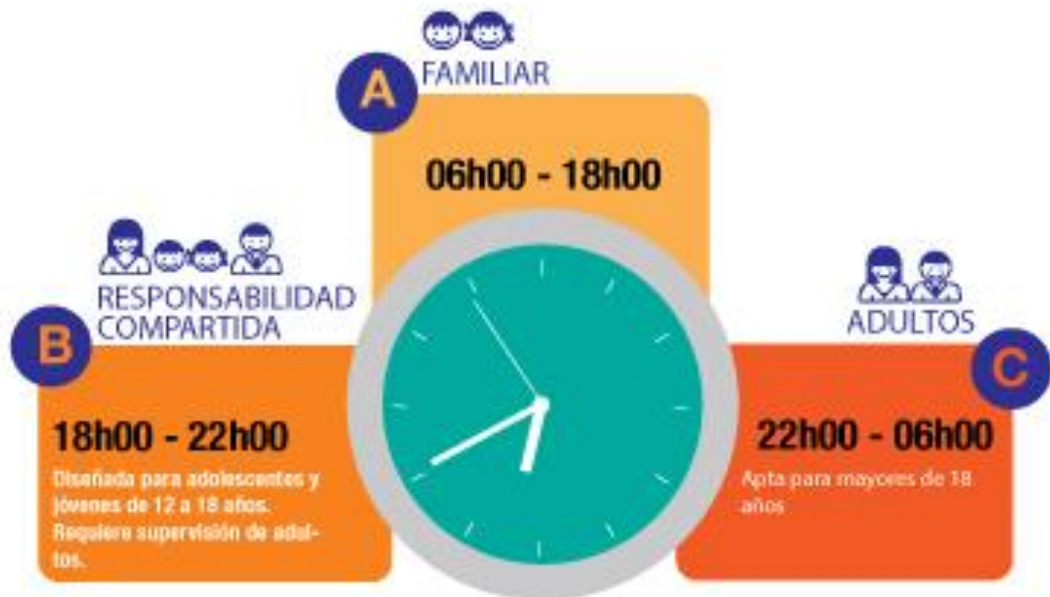 A
FAMILIAR
06h00 - 18h00
B
RESPONSABILIDAD
COMPARTIDA
18h00 - 22h00
Diseñada para adolescentes y
jóvenes de 12 a 18 años.
Requiere supervisión de adul-
tos.
C
ADULTOS
22h00 - 06h00
Apta para mayores de 18
años